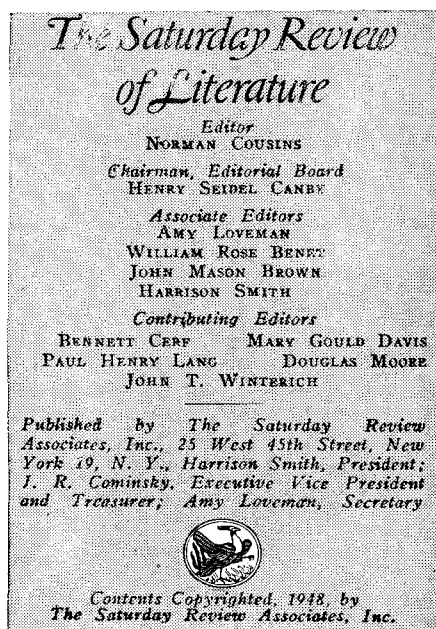 The Saturday Review
of Literature
Editor
NORMAN COUSINS
Chairman, Editorial Board
HENRY SEIDEL CANBY
Associate Editors
AMY LOVEMAN
WILLIAM ROSE BENET
JOHN MASON BROWN
HARRISON SMITH
Contributing Editors
BENNETT CERF MARY GOULD DAVIS
PAUL HENRY LANG DOUGLAS MOORE
JOHN T. WINTERICH
Published by The Saturday Review
Associates, Inc., 25 West 45th Street, New
York 19, N. Y., Harrison Smith, President;
J. R. Cominsky, Executive Vice President
and Treasurer; Amy Loveman, Secretary
Contents Copyrighted, 1948, by
The Saturday Review Associates, Inc.